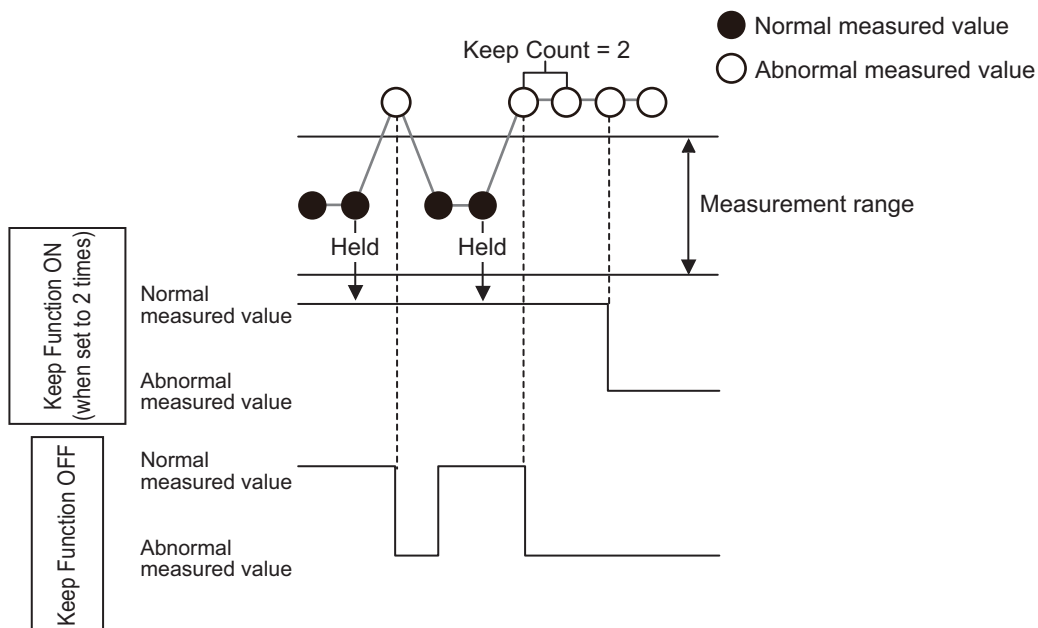 Normal measured value
Abnormal measured value
Keep Count = 2
Measurement range
Held
Held
Keep Function ON
(when set to 2 times)
Normal
measured value
Abnormal
measured value
Keep Function OFF
Normal
measured value
Abnormal
measured value